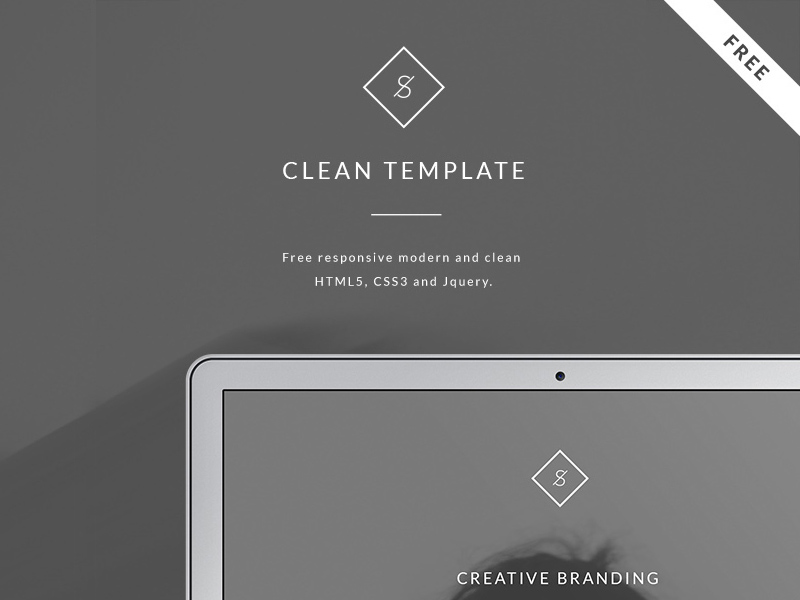 FREE
S
CLEAN TEMPLATE
Free responsive modern and clean
HTML5, CSS3 and Jquery.
S
CREATIVE BRANDING